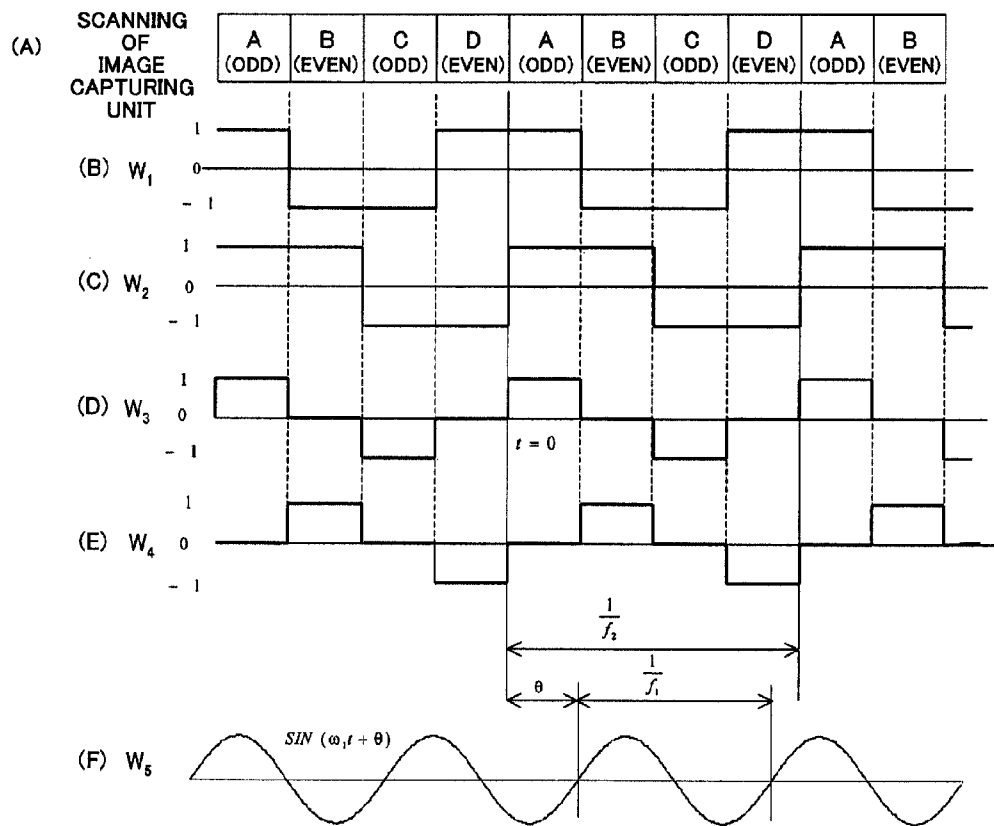 (A)
SCANNING
OF
IMAGE
CAPTURING
UNIT
A B C D A B C D A B
(ODD) (EVEN) (ODD) (EVEN) (ODD) (EVEN) (ODD) (EVEN) (ODD) (EVEN)
(B) W₁
1
0
- 1
(C) W₂
1
0
- 1
(D) W₃
1
0
- 1
t = 0
(E) W₄
1
0
- 1
1/f₂
1/f₁
θ
(F) W₅
SIN (ω₁t + θ)